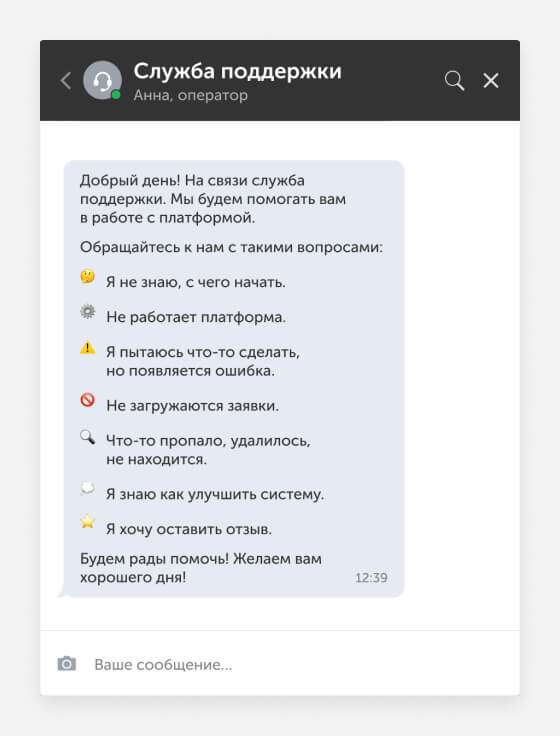 Служба поддержки
Анна, оператор
Добрый день! На связи служба
поддержки. Мы будем помогать вам
в работе с платформой.
Обращайтесь к нам с такими вопросами:
Я не знаю, с чего начать.
Не работает платформа.
Я пытаюсь что-то сделать,
но появляется ошибка.
Не загружаются заявки.
Что-то пропало, удалилось,
не находится.
Я знаю как улучшить систему.
Я хочу оставить отзыв.
Будем рады помочь! Желаем вам
хорошего дня!
12:39
Ваше сообщение...